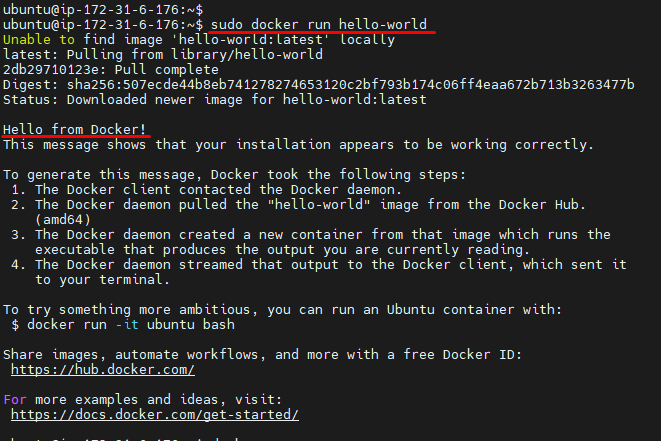 ubuntu@ip-172-31-6-176:~$
ubuntu@ip-172-31-6-176:~$ sudo docker run hello-world
Unable to find image 'hello-world:latest' locally
latest: Pulling from library/hello-world
2db29710123e: Pull complete
Digest: sha256:507ecde44b8eb741278274653120c2bf793b174c06ff4eaa672b713b3263477b
Status: Downloaded newer image for hello-world:latest
Hello from Docker!
This message shows that your installation appears to be working correctly.
To generate this message, Docker took the following steps:
1. The Docker client contacted the Docker daemon.
2. The Docker daemon pulled the "hello-world" image from the Docker Hub.
(amd64)
3. The Docker daemon created a new container from that image which runs the
executable that produces the output you are currently reading.
4. The Docker daemon streamed that output to the Docker client, which sent it
to your terminal.
To try something more ambitious, you can run an Ubuntu container with:
$ docker run -it ubuntu bash
Share images, automate workflows, and more with a free Docker ID:
https://hub.docker.com/
For more examples and ideas, visit:
https://docs.docker.com/get-started/